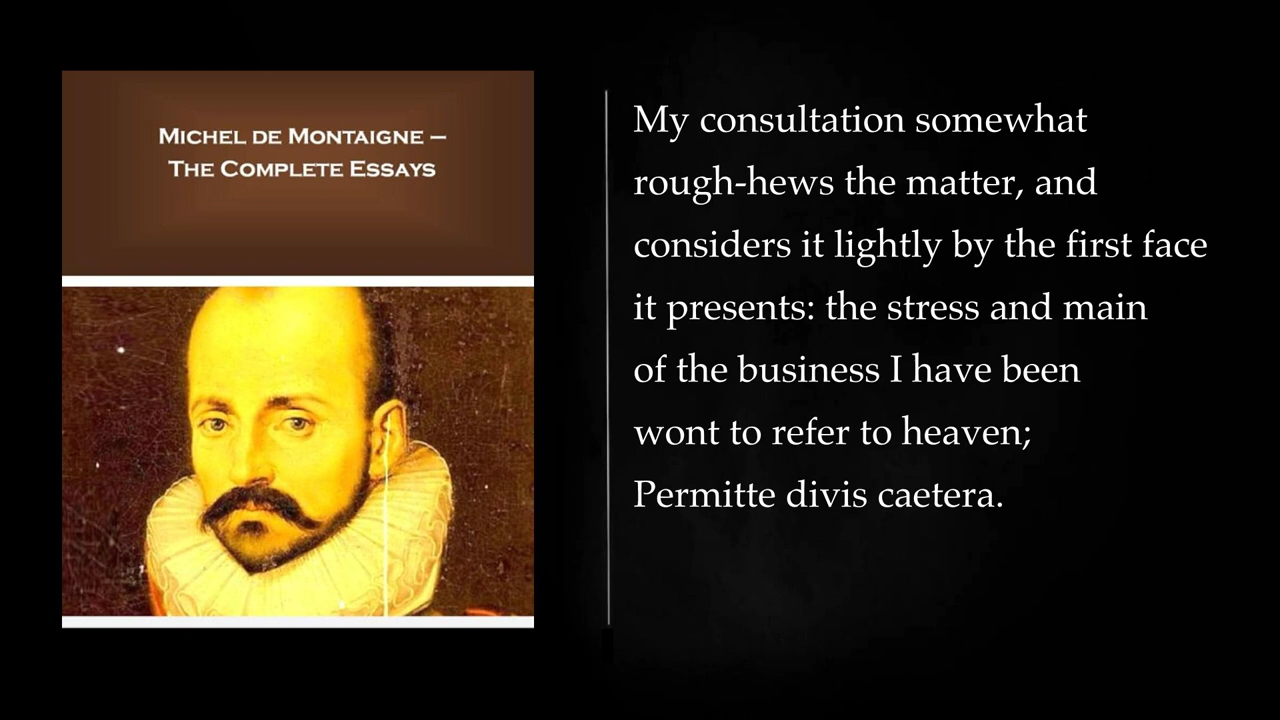 MICHEL DE MONTAIGNE –
THE COMPLETE ESSAYS
My consultation somewhat
rough-hews the matter, and
considers it lightly by the first face
it presents: the stress and main
of the business I have been
wont to refer to heaven;
Permitte divis caetera.